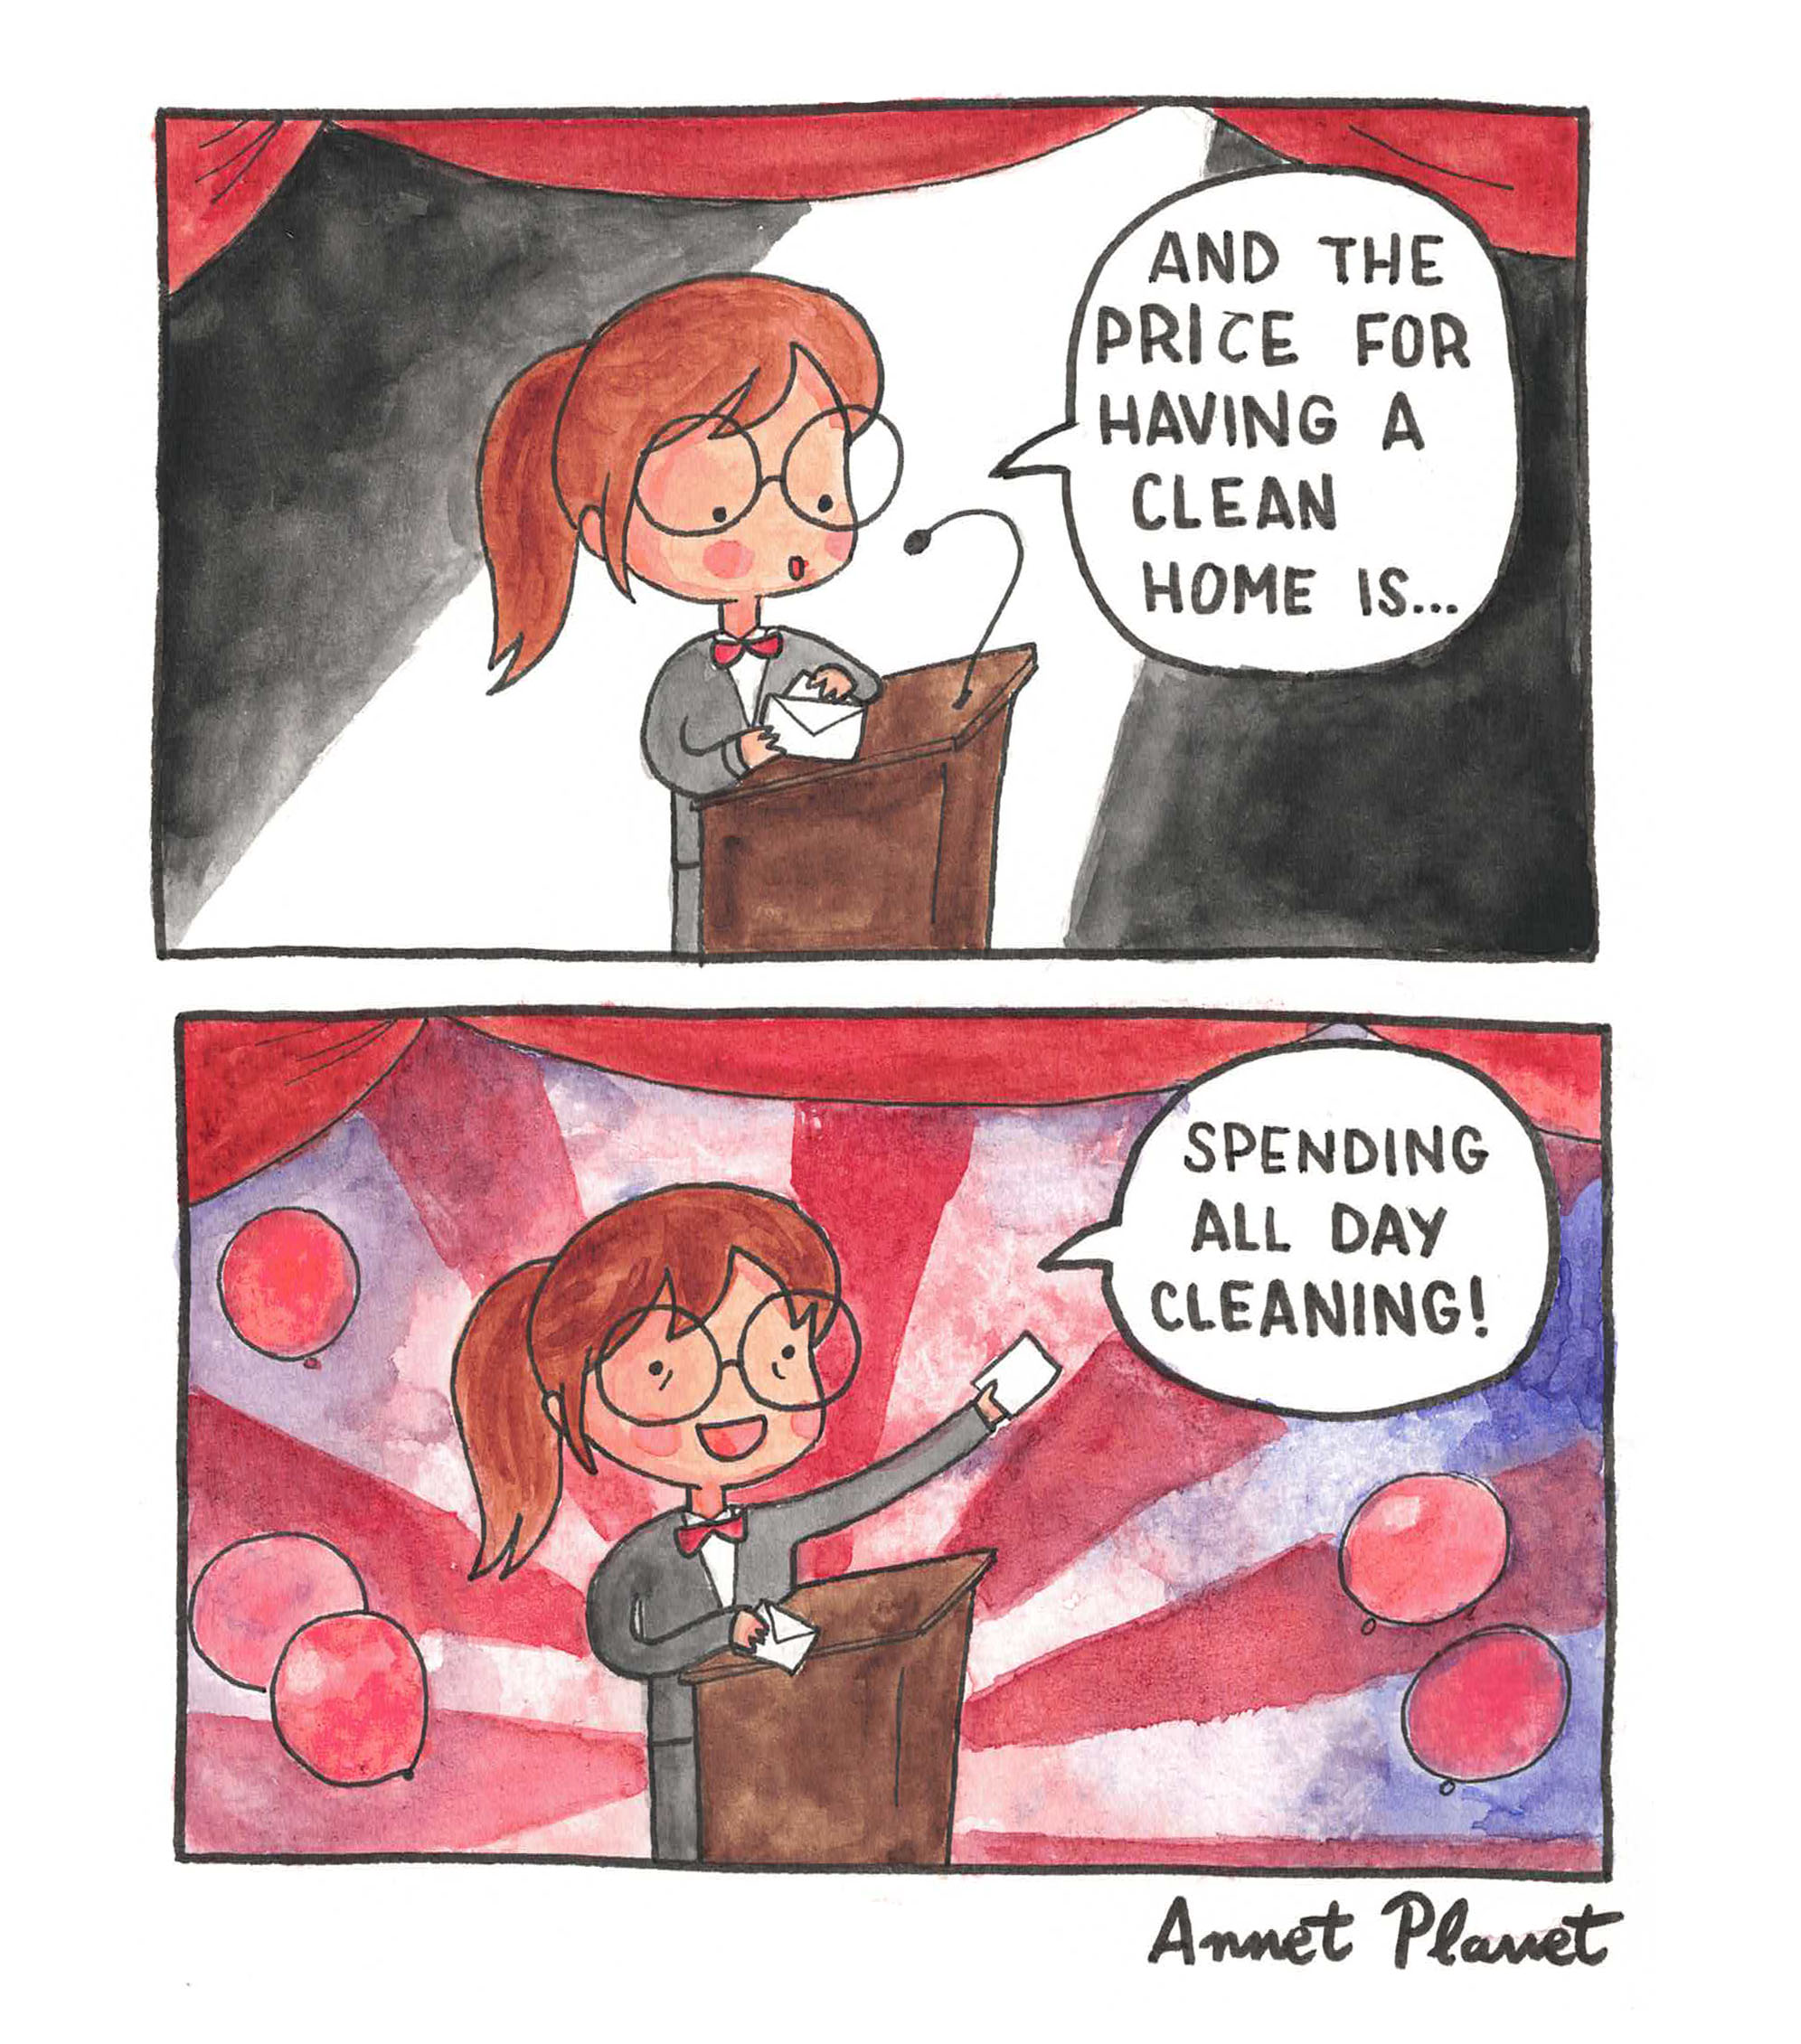 AND THE
PRICE FOR
HAVING A
CLEAN
HOME IS...
SPENDING
ALL DAY
CLEANING!
Annet Planet